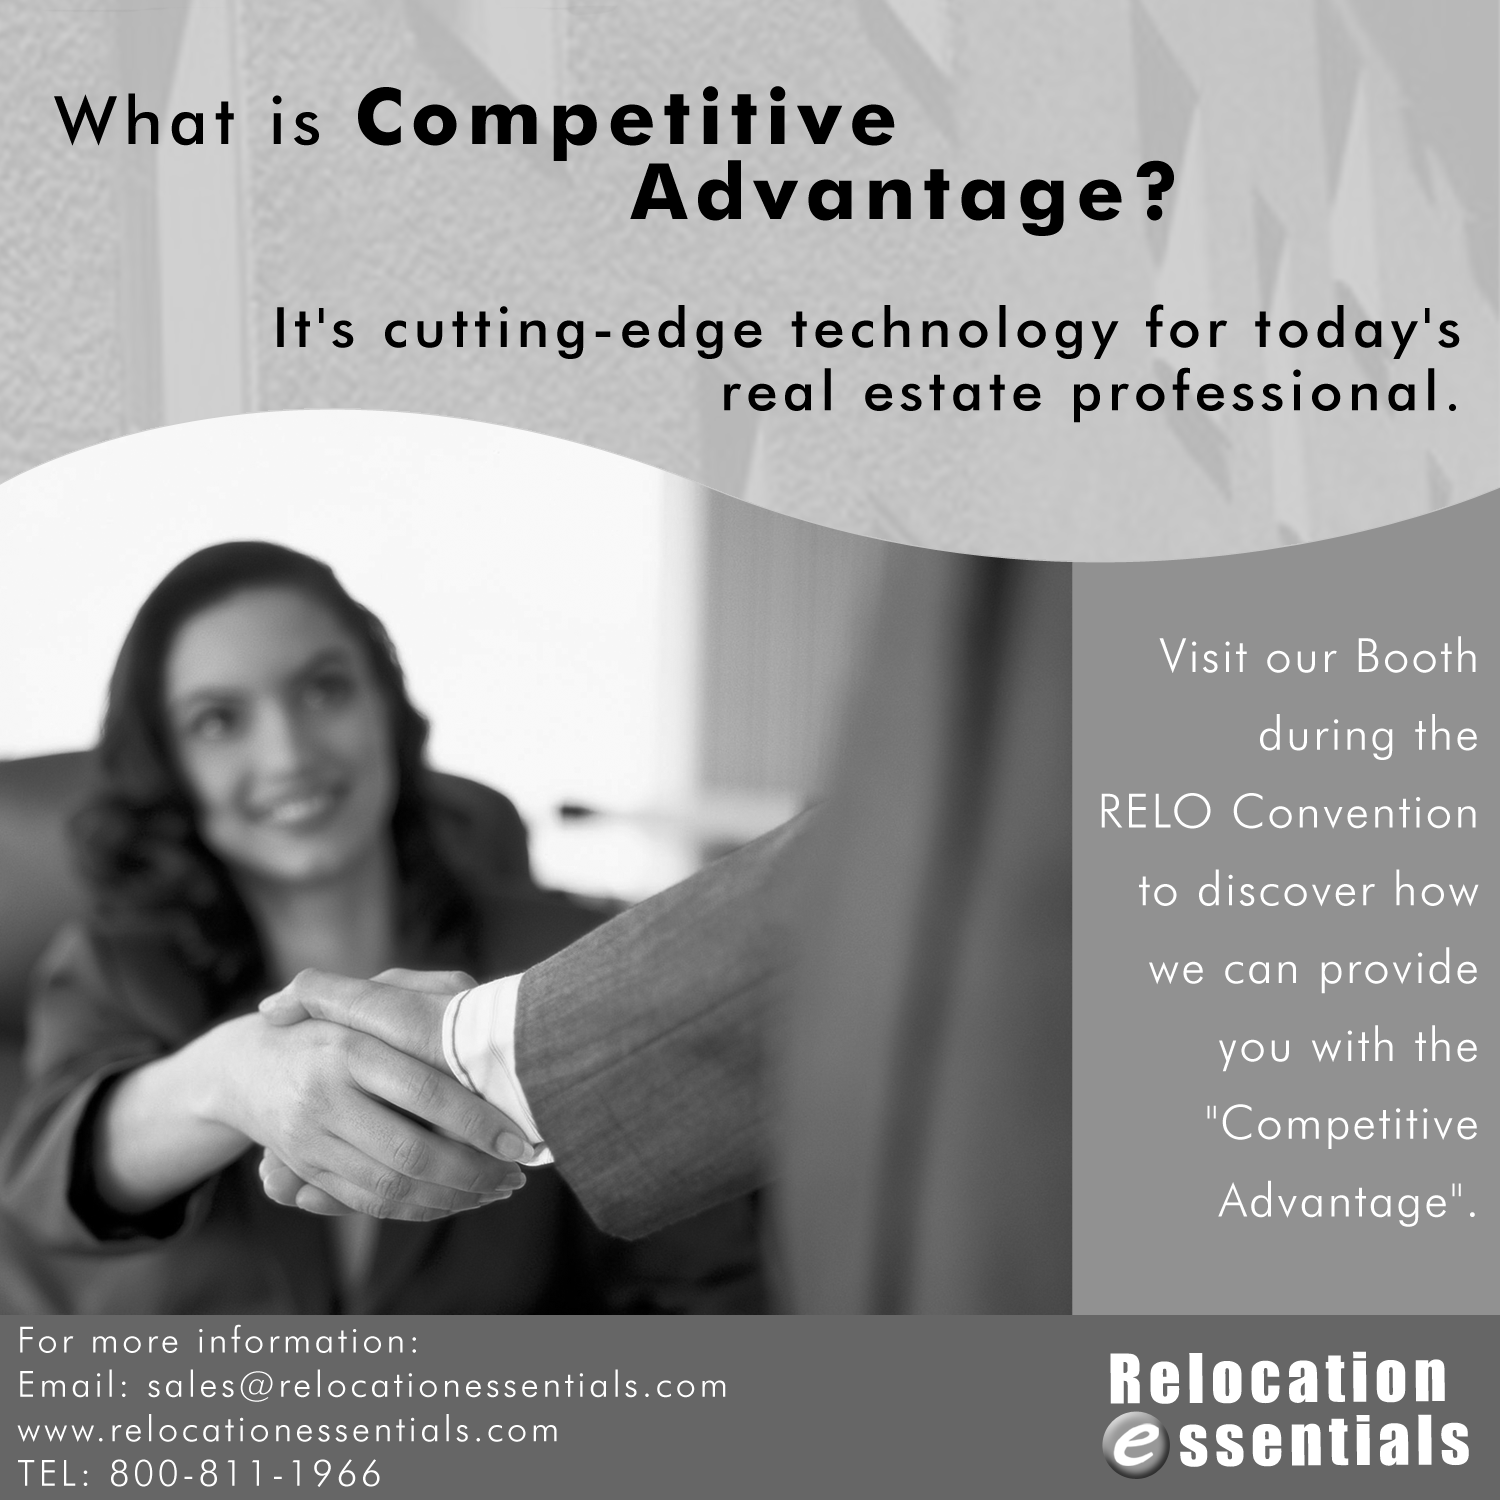 What is Competitive
Advantage?
It's cutting-edge technology for today's
real estate professional.
Visit our Booth
during the
RELO Convention
to discover how
we can provide
you with the
"Competitive
Advantage".
For more information:
Email: sales@relocationessentials.com
www.relocationessentials.com
TEL: 800-811-1966
Relocation
essentials